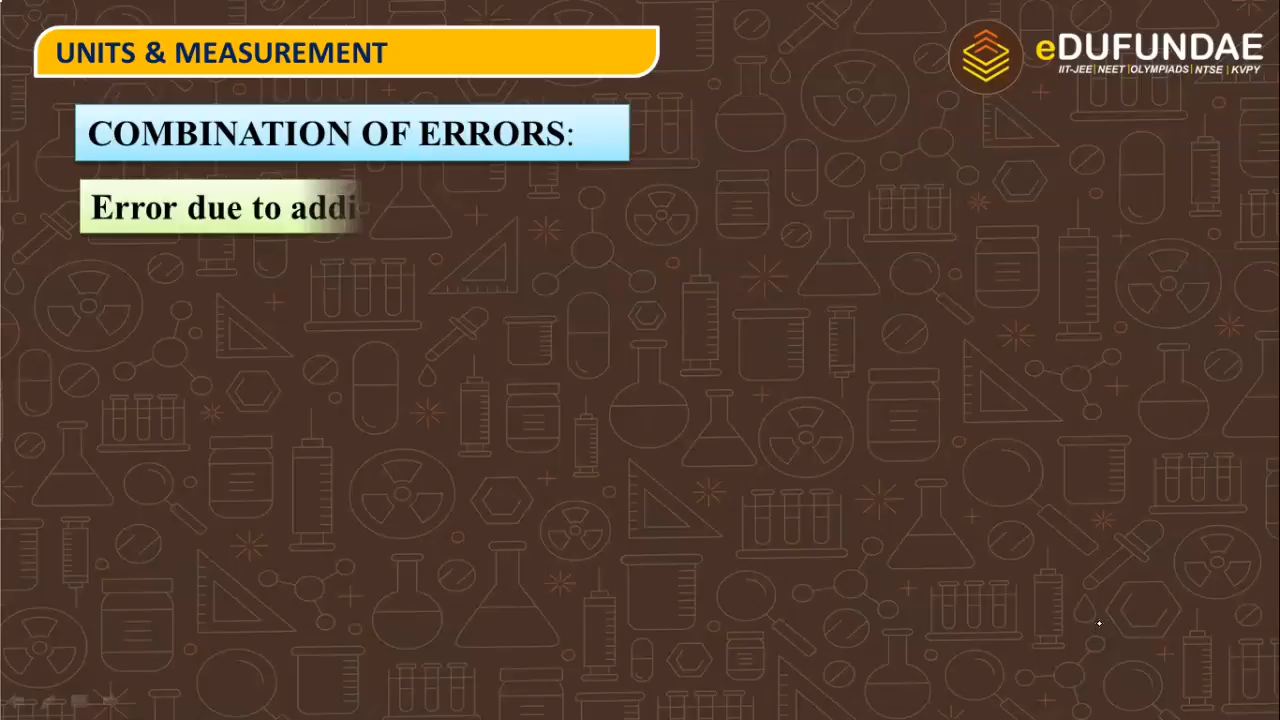 UNITS & MEASUREMENT
eDUFUNDAE
IIT-JEE|NEET|OLYMPIADS|NTSE|KVPY
COMBINATION OF ERRORS:
Error due to addi